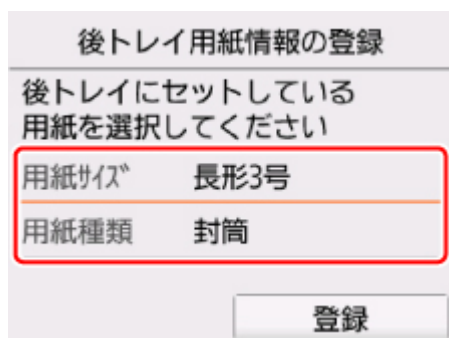 後トレイ用紙情報の登録
後トレイにセットしている
用紙を選択してください
用紙ｻｲｽﾞ 長形3号
用紙種類 封筒
登録